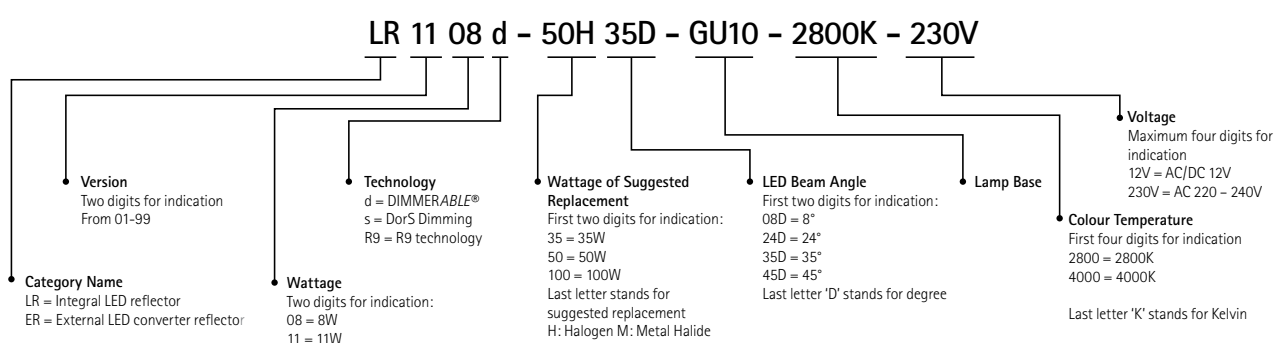 LR 11 08 d – 50H 35D – GU10 – 2800K – 230V
Voltage
Maximum four digits for
indication
12V = AC/DC 12V
230V = AC 220 – 240V
Version
Two digits for indication
From 01-99
Technology
d = DIMMERABLE®
s = DorS Dimming
R9 = R9 technology
Wattage of Suggested
Replacement
First two digits for indication:
35 = 35W
50 = 50W
100 = 100W
Last letter stands for
suggested replacement
H: Halogen M: Metal Halide
LED Beam Angle
First two digits for indication:
08D = 8°
24D = 24°
35D = 35°
45D = 45°
Last letter 'D' stands for degree
Lamp Base
Colour Temperature
First four digits for indication
2800 = 2800K
4000 = 4000K
Last letter 'K' stands for Kelvin
Category Name
LR = Integral LED reflector
ER = External LED converter reflector
Wattage
Two digits for indication:
08 = 8W
11 = 11W